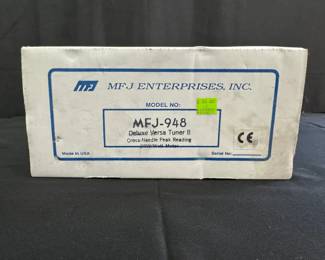 MFJ
MFJ ENTERPRISES, INC.
MODEL NO:
MFJ-948
Deluxe Versa Tuner II
Cross-Needle Peak Reading
Meter
Made in USA
CE
Serial No: